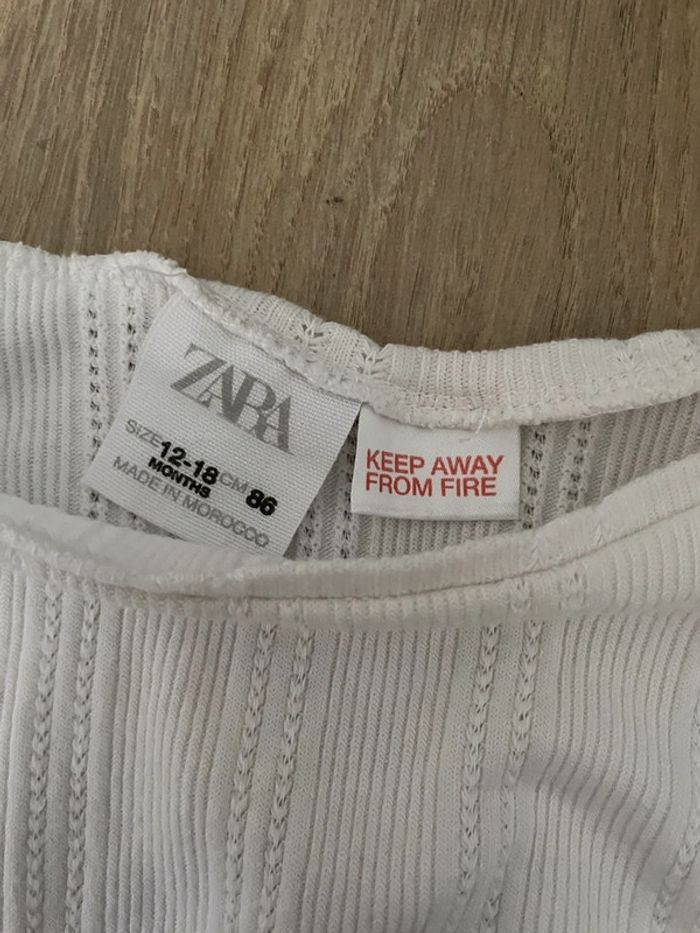 ZARA
SIZE 12-18 CM 86
MONTHS
MADE IN MOROCCO
KEEP AWAY
FROM FIRE